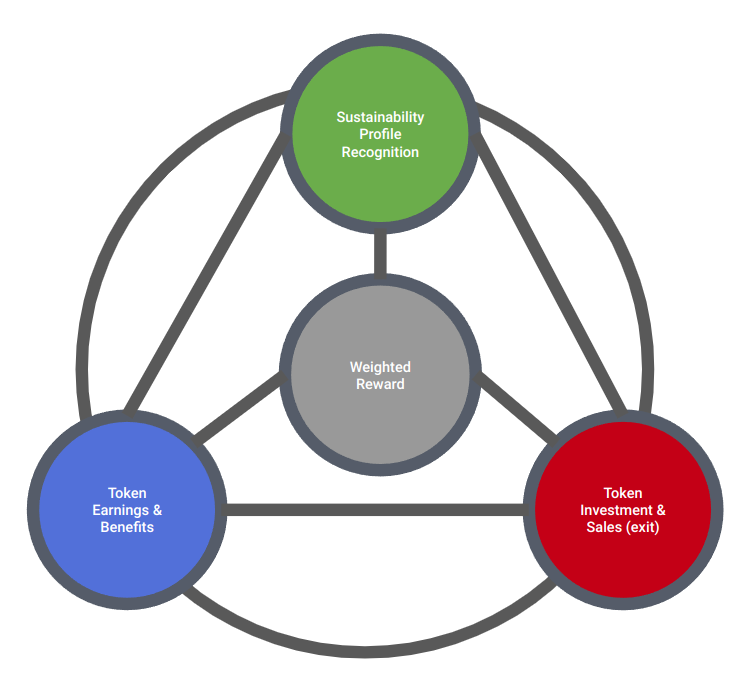 Sustainability
Profile
Recognition
Weighted
Reward
Token
Earnings &
Benefits
Token
Investment &
Sales (exit)